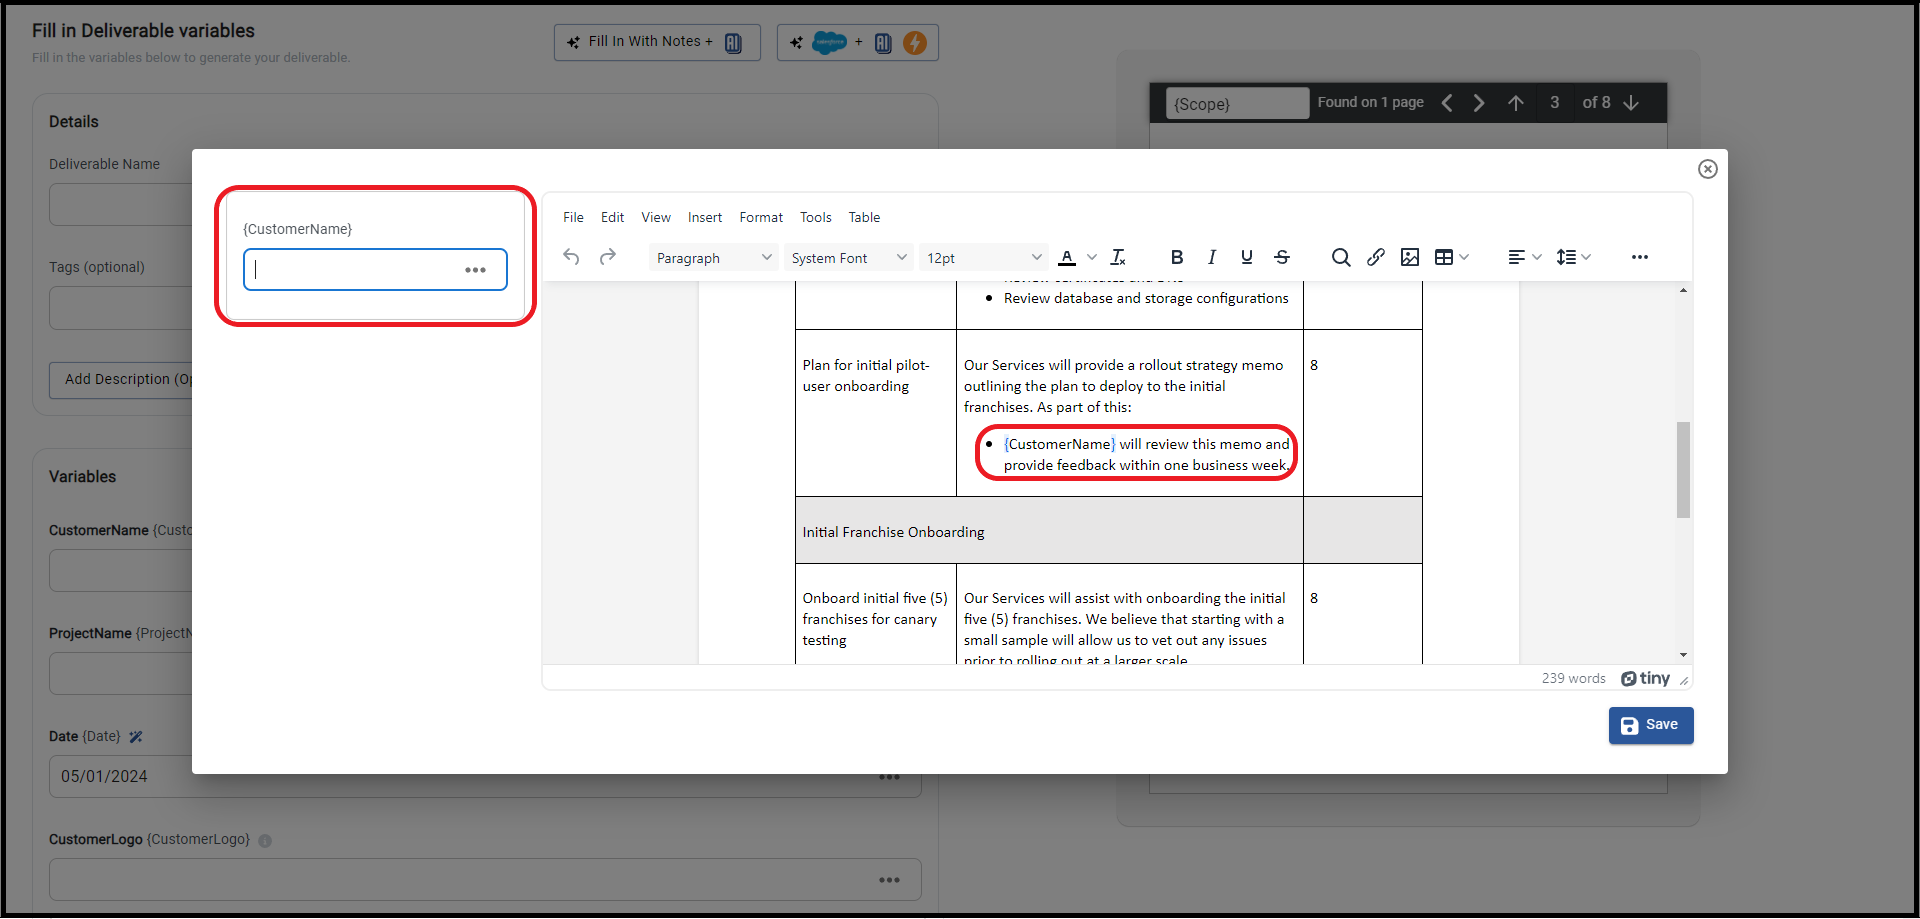 Fill in Deliverable variables
Fill in the variables below to generate your deliverable.
Fill In With Notes +
salesforce +
Details
Deliverable Name
Tags (optional)
Add Description (Op
Variables
CustomerName {Custo
ProjectName {ProjectN
Date {Date}
05/01/2024
CustomerLogo {CustomerLogo}
{Scope} Found on 1 page 3 of 8
{CustomerName}
File Edit View Insert Format Tools Table
Paragraph System Font 12pt A B I U S
Review database and storage configurations
Plan for initial pilot-
user onboarding
Our Services will provide a rollout strategy memo
outlining the plan to deploy to the initial
franchises. As part of this:
8
{CustomerName} will review this memo and
provide feedback within one business week.
Initial Franchise Onboarding
Onboard initial five (5)
franchises for canary
testing
Our Services will assist with onboarding the initial
five (5) franchises. We believe that starting with a
small sample will allow us to vet out any issues
prior to rolling out at a larger scale
8
239 words tiny
Save